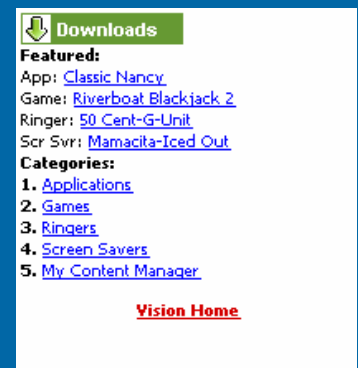 Downloads
Featured:
App: Classic Nancy
Game: Riverboat Blackjack 2
Ringer: 50 Cent-G-Unit
Scr Svr: Mamacita-Iced Out
Categories:
1. Applications
2. Games
3. Ringers
4. Screen Savers
5. My Content Manager
Vision Home